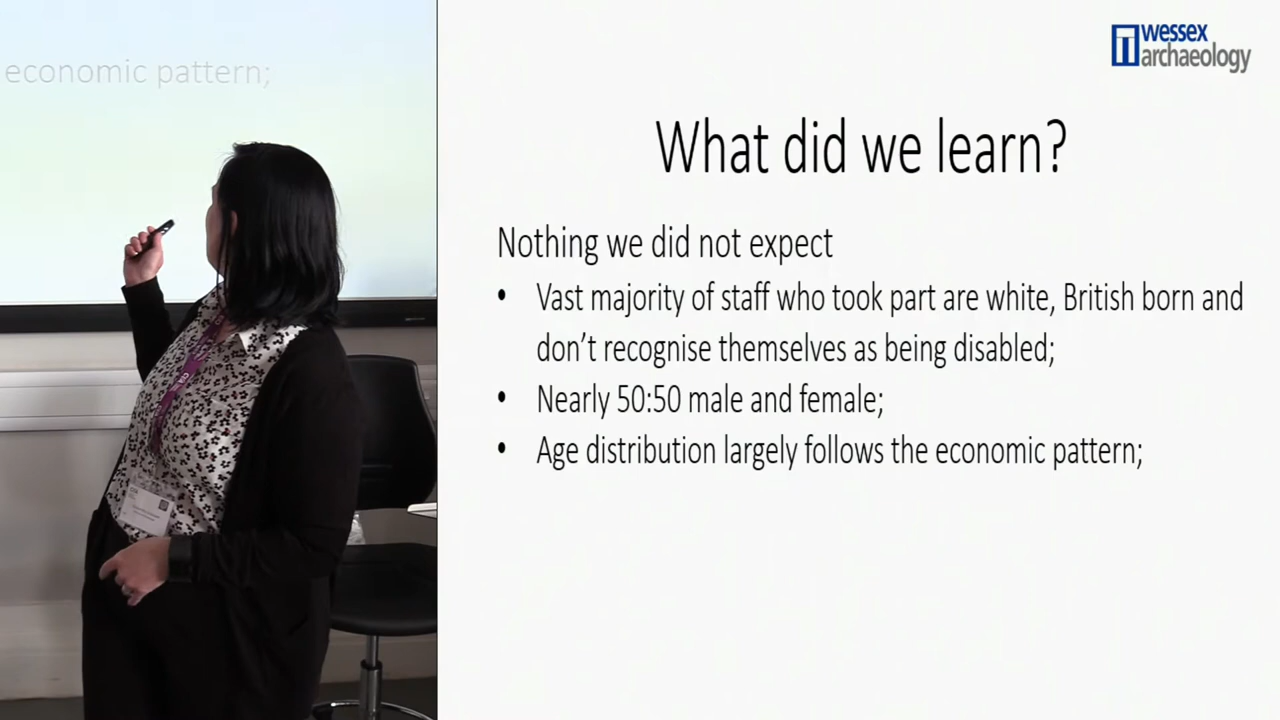 economic pattern;
wessex
archaeology
What did we learn?
Nothing we did not expect
• Vast majority of staff who took part are white, British born and
don't recognise themselves as being disabled;
• Nearly 50:50 male and female;
• Age distribution largely follows the economic pattern;